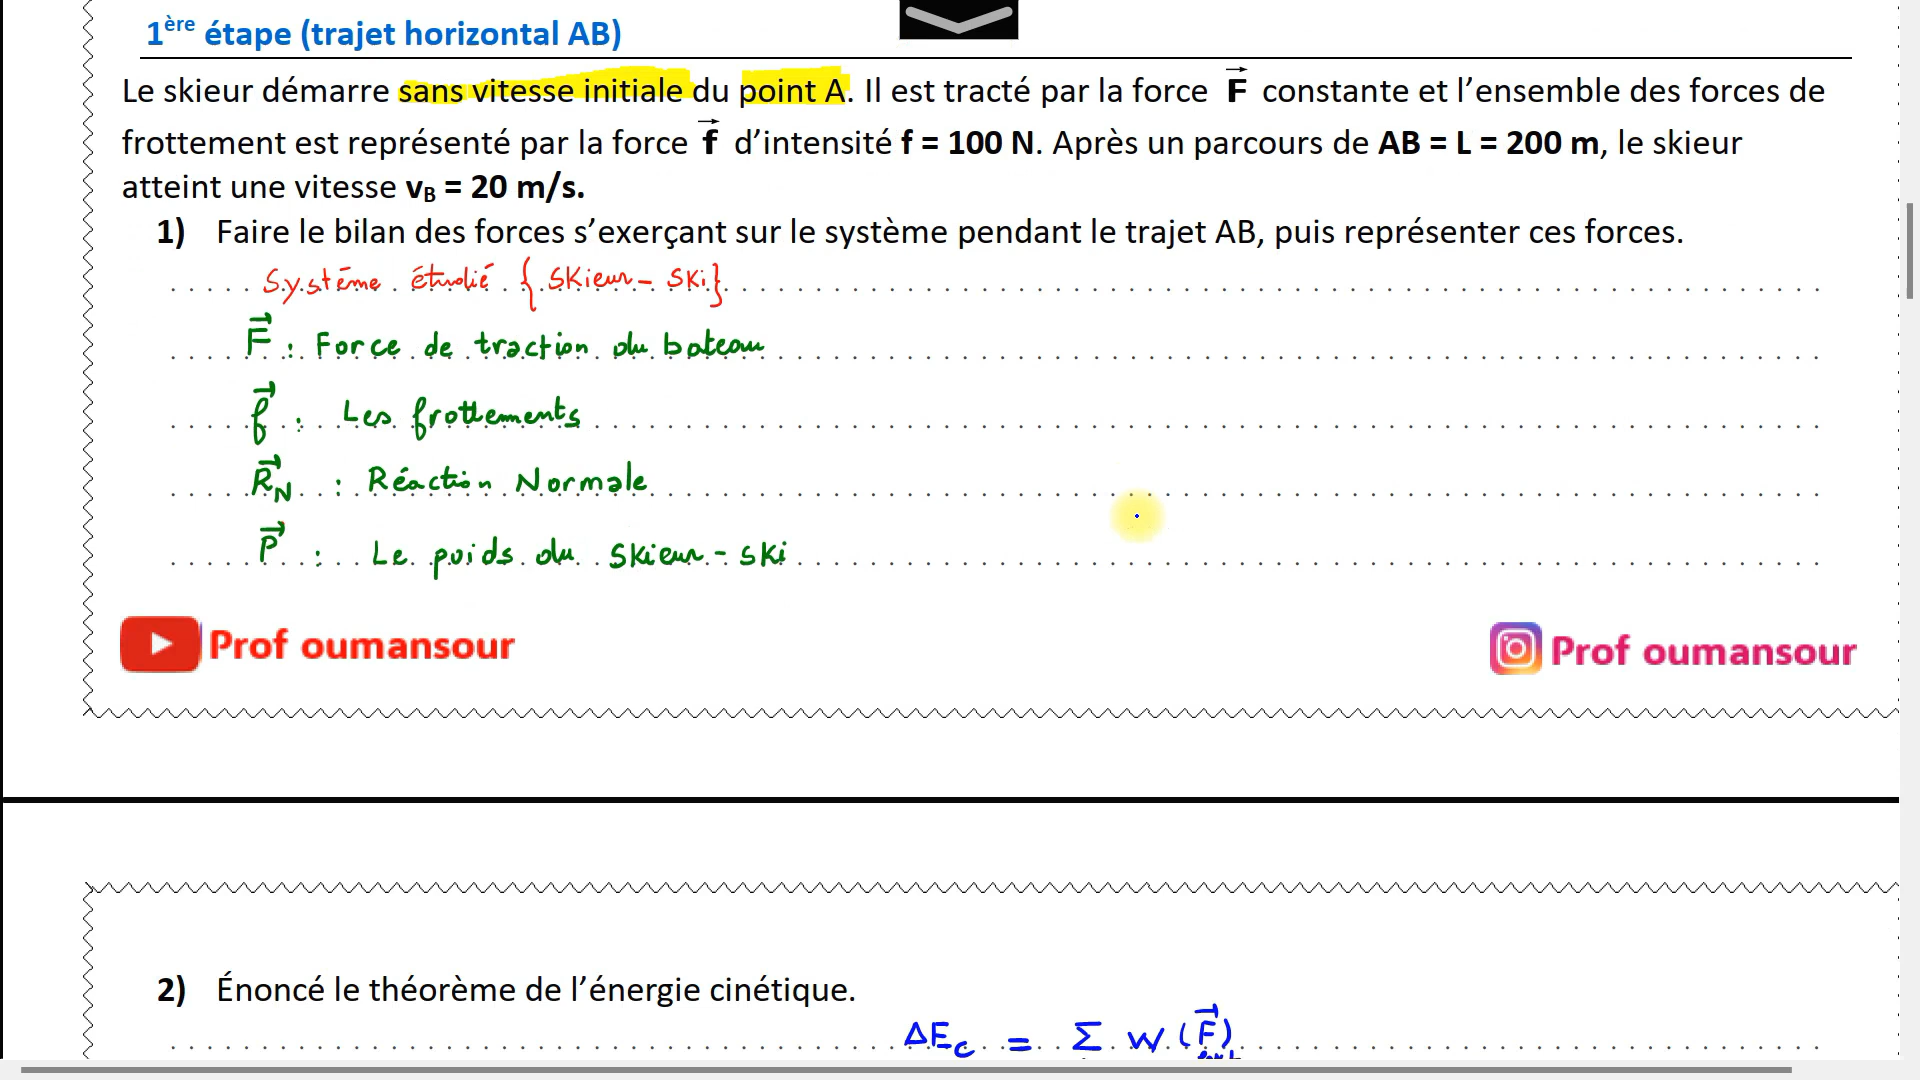 1ère étape (trajet horizontal AB)
Le skieur démarre sans vitesse initiale du point A. Il est tracté par la force F⃗ constante et l’ensemble des forces de
frottement est représenté par la force f⃗ d’intensité f = 100 N. Après un parcours de AB = L = 200 m, le skieur
atteint une vitesse vB = 20 m/s.
1) Faire le bilan des forces s’exerçant sur le système pendant le trajet AB, puis représenter ces forces.
Système étudié { Skieur - Ski}
F⃗ : Force de traction du bateau
f⃗ : Les frottements
R⃗N : Réaction Normale
P⃗ : Le poids du skieur - ski
Prof oumansour
Prof oumansour
2) Énoncé le théorème de l’énergie cinétique.
ΔEc = Σ W (F⃗)